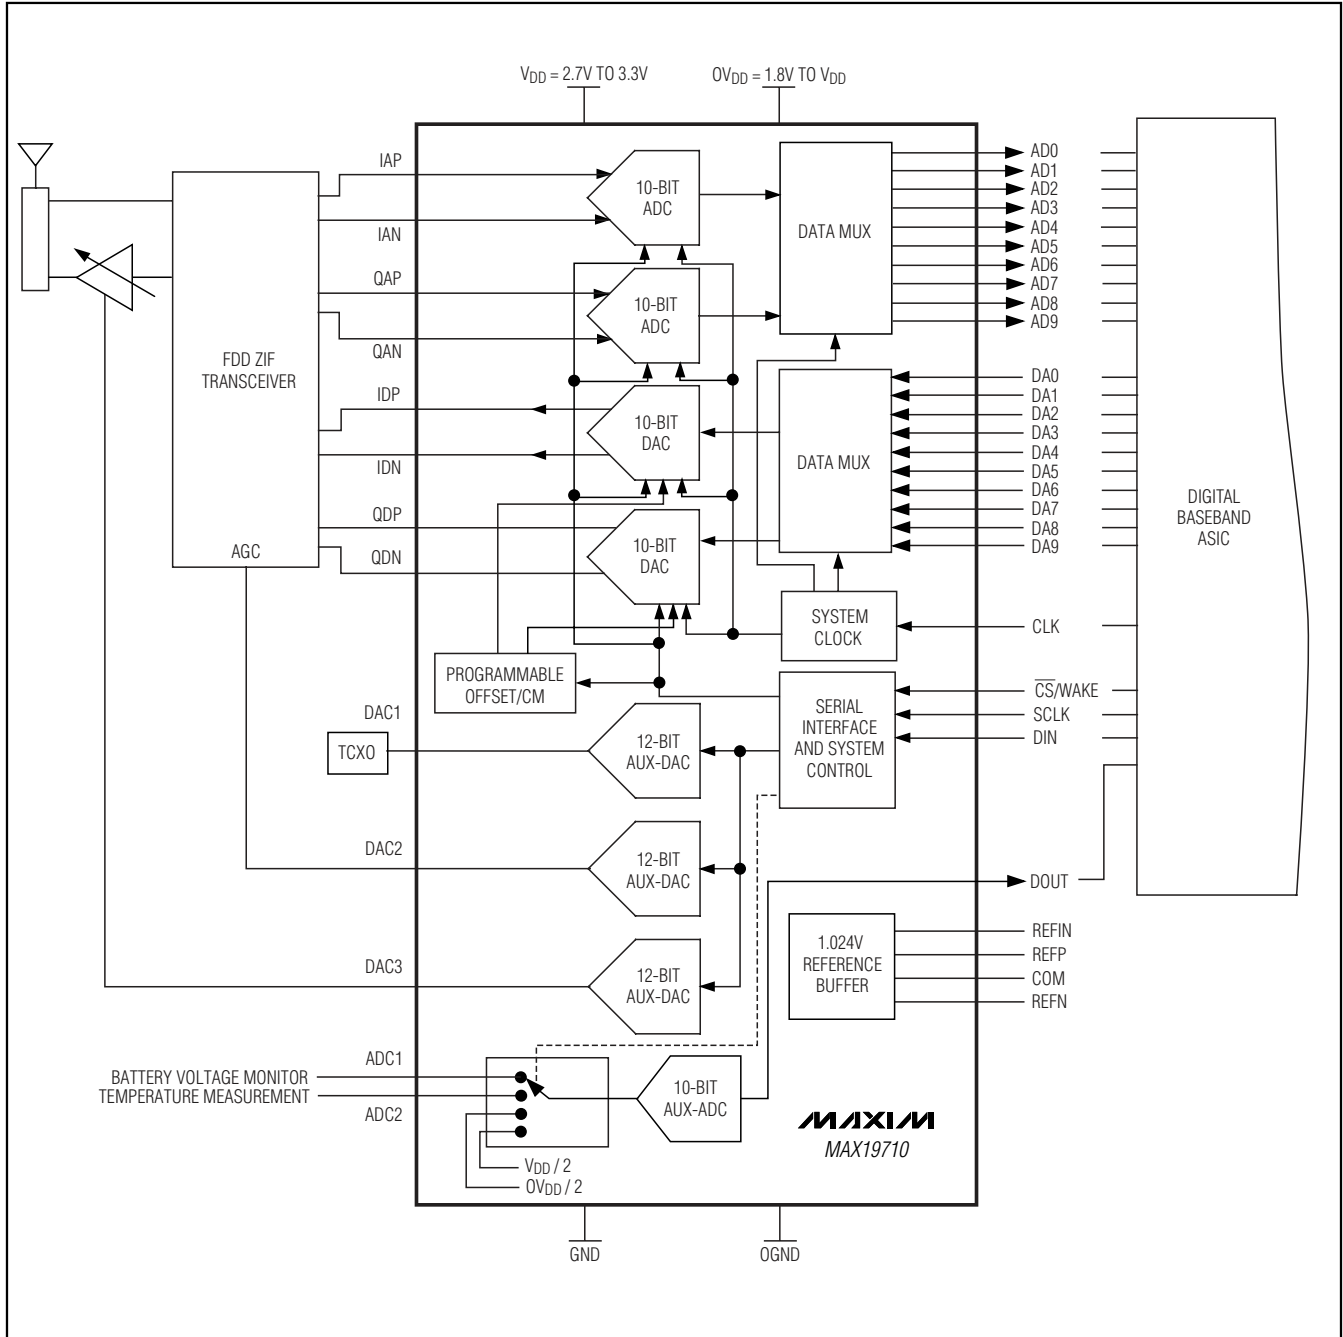 VDD = 2.7V TO 3.3V
OVDD = 1.8V TO VDD
IAP
IAN
QAP
QAN
IDP
IDN
QDP
QDN
FDD ZIF
TRANSCEIVER
AGC
10-BIT
ADC
10-BIT
ADC
10-BIT
DAC
10-BIT
DAC
DATA MUX
DATA MUX
AD0
AD1
AD2
AD3
AD4
AD5
AD6
AD7
AD8
AD9
DA0
DA1
DA2
DA3
DA4
DA5
DA6
DA7
DA8
DA9
DIGITAL
BASEBAND
ASIC
SYSTEM
CLOCK
CLK
PROGRAMMABLE
OFFSET/CM
SERIAL
INTERFACE
AND SYSTEM
CONTROL
C̅S̅/WAKE
SCLK
DIN
DAC1
TCXO
12-BIT
AUX-DAC
DAC2
12-BIT
AUX-DAC
DOUT
DAC3
12-BIT
AUX-DAC
1.024V
REFERENCE
BUFFER
REFIN
REFP
COM
REFN
ADC1
BATTERY VOLTAGE MONITOR
TEMPERATURE MEASUREMENT
ADC2
10-BIT
AUX-ADC
MAXIM
MAX19710
VDD / 2
OVDD / 2
GND
OGND